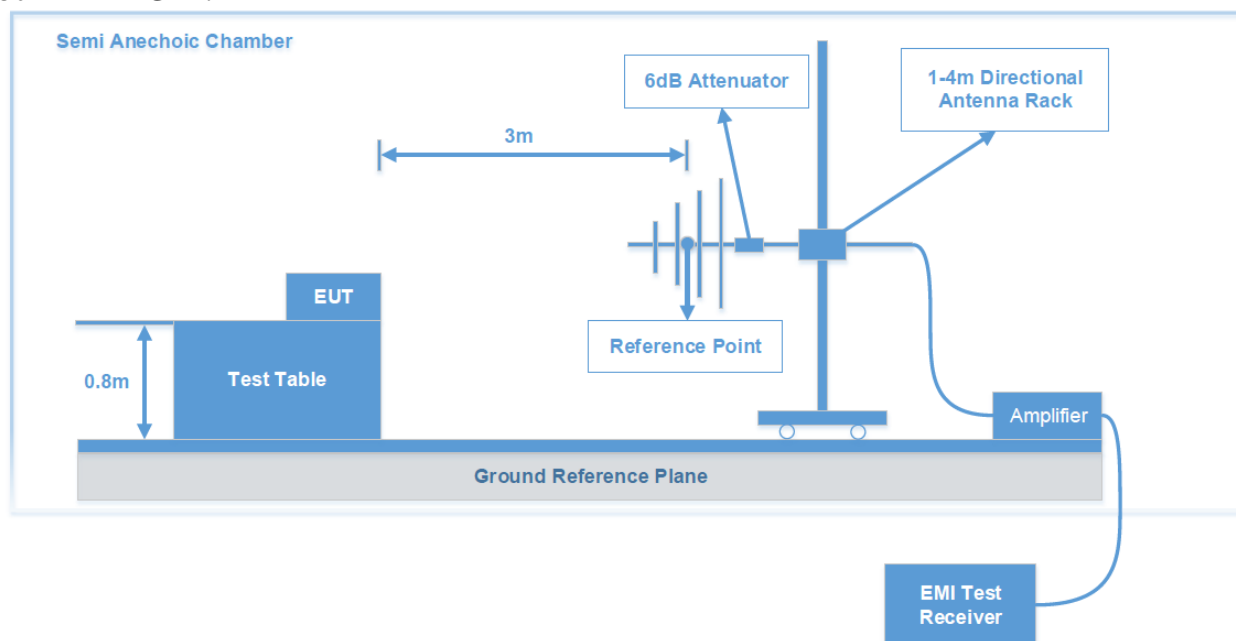 Semi Anechoic Chamber
6dB Attenuator
1-4m Directional
Antenna Rack
3m
EUT
Reference Point
0.8m
Test Table
Amplifier
Ground Reference Plane
EMI Test
Receiver